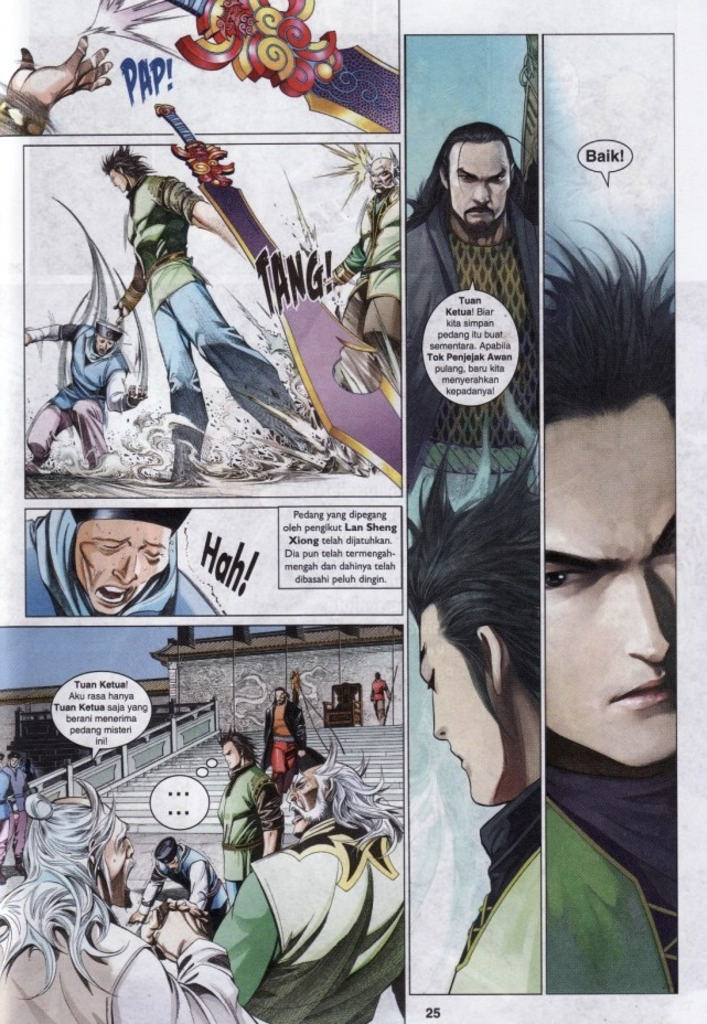 PAP!
TANG!
Hah!
Pedang yang dipegang
oleh pengikut Lan Sheng
Xiong telah dijatuhkan.
Dia pun telah termengah-
mengah dan dahinya telah
dibasahi peluh dingin.
Tuan Ketua!
Aku rasa hanya
Tuan Ketua saja yang
berani menerima
pedang misteri
ini!
...
...
Tuan
Ketua! Biar
kita simpan
pedang itu buat
sementara. Apabila
Tok Penjejak Awan
pulang, baru kita
menyerahkan
kepadanya!
Baik!
25